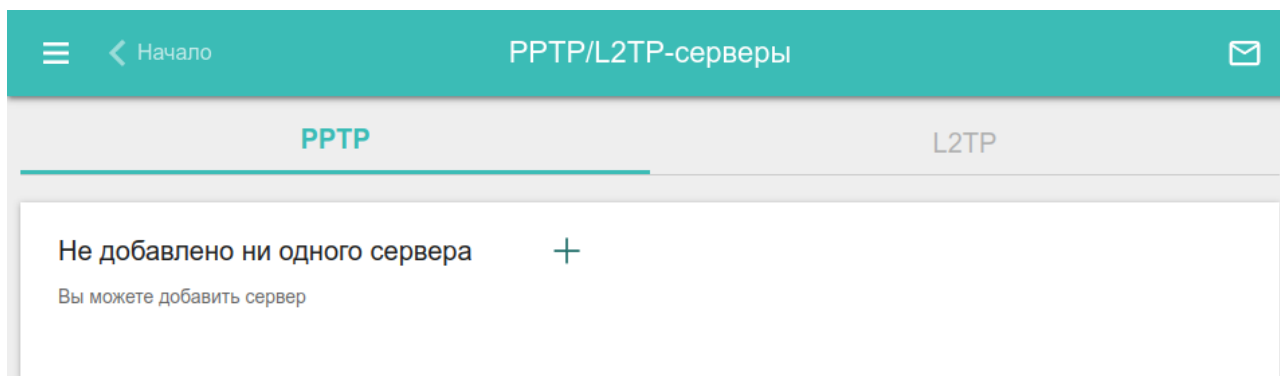 Начало
PPTP/L2TP-серверы
PPTP
L2TP
Не добавлено ни одного сервера
Вы можете добавить сервер